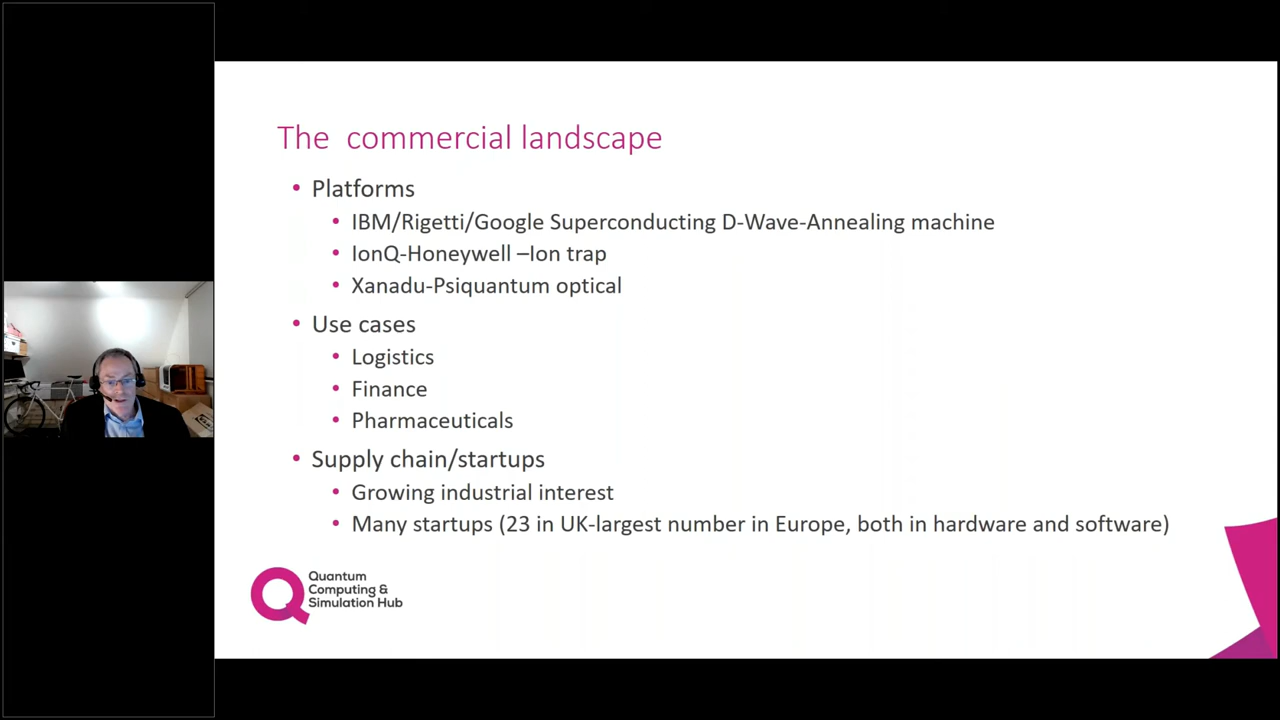 The commercial landscape
• Platforms
• IBM/Rigetti/Google Superconducting D-Wave-Annealing machine
• IonQ-Honeywell –Ion trap
• Xanadu-Psiquantum optical
• Use cases
• Logistics
• Finance
• Pharmaceuticals
• Supply chain/startups
• Growing industrial interest
• Many startups (23 in UK-largest number in Europe, both in hardware and software)
Quantum
Computing &
Simulation Hub